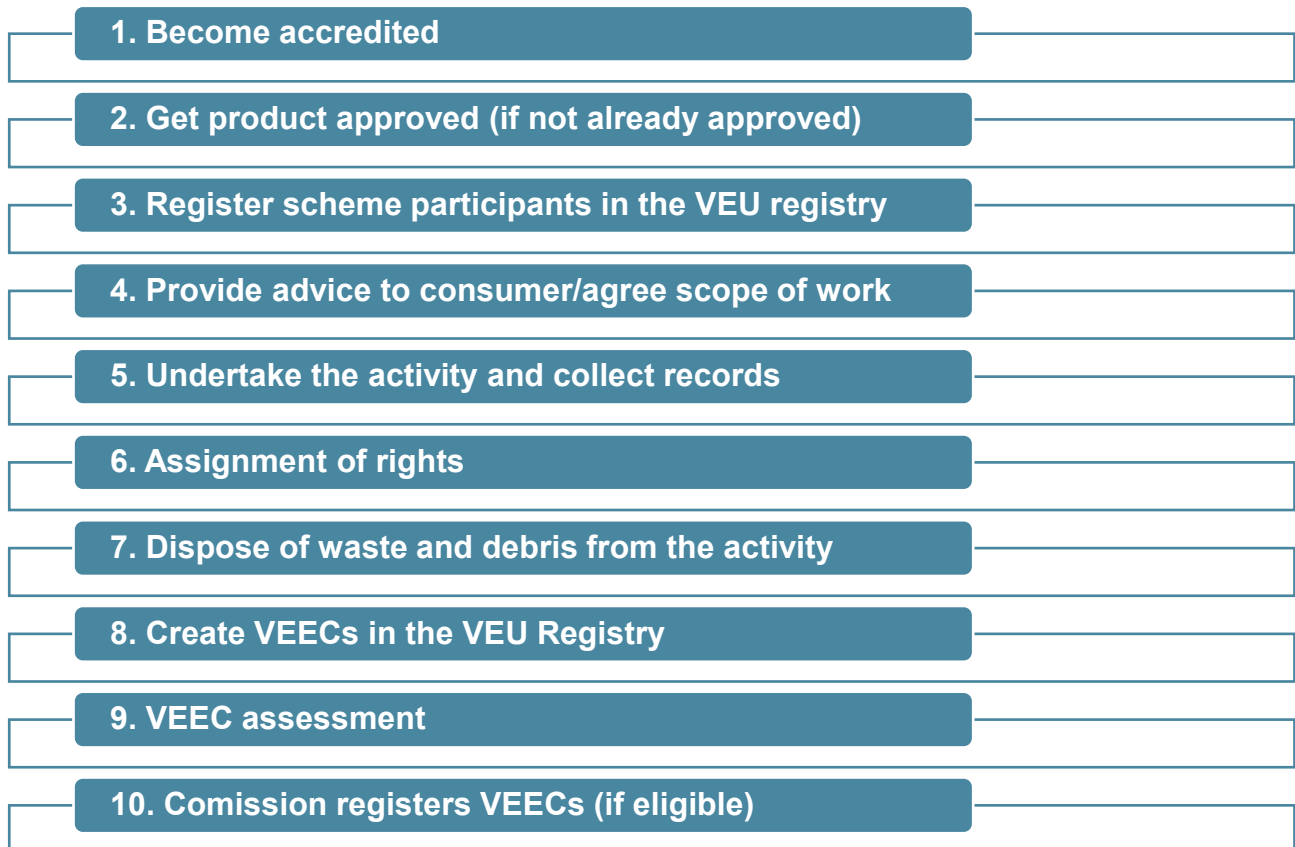 1. Become accredited
2. Get product approved (if not already approved)
3. Register scheme participants in the VEU registry
4. Provide advice to consumer/agree scope of work
5. Undertake the activity and collect records
6. Assignment of rights
7. Dispose of waste and debris from the activity
8. Create VEECs in the VEU Registry
9. VEEC assessment
10. Comission registers VEECs (if eligible)